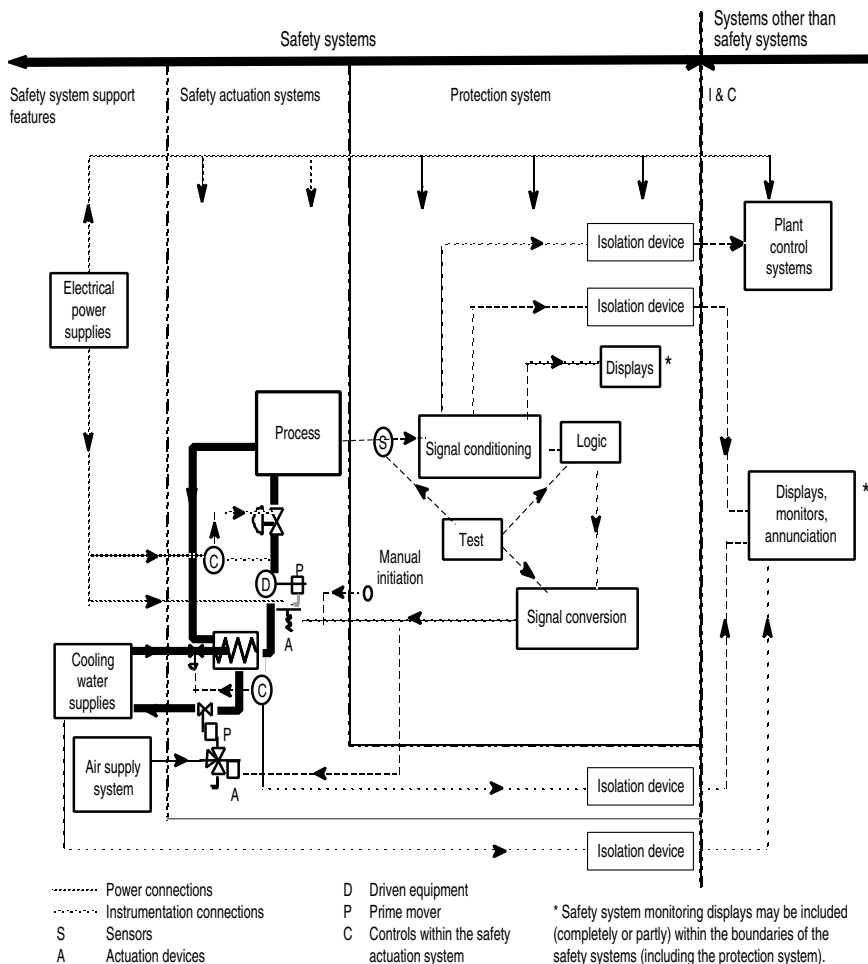 Safety systems
Systems other than
safety systems
Safety system support
features
Safety actuation systems
Protection system
I & C
Isolation device
Plant
control
systems
Electrical
power
supplies
Isolation device
Displays
*
Process
S
Signal conditioning
Logic
Displays,
monitors,
annunciation
*
Test
C
Manual
initiation
D
P
Signal conversion
A
Cooling
water
supplies
C
P
Air supply
system
A
Isolation device
Isolation device
Power connections
Instrumentation connections
S Sensors
A Actuation devices
D Driven equipment
P Prime mover
C Controls within the safety
actuation system
* Safety system monitoring displays may be included
(completely or partly) within the boundaries of the
safety systems (including the protection system).